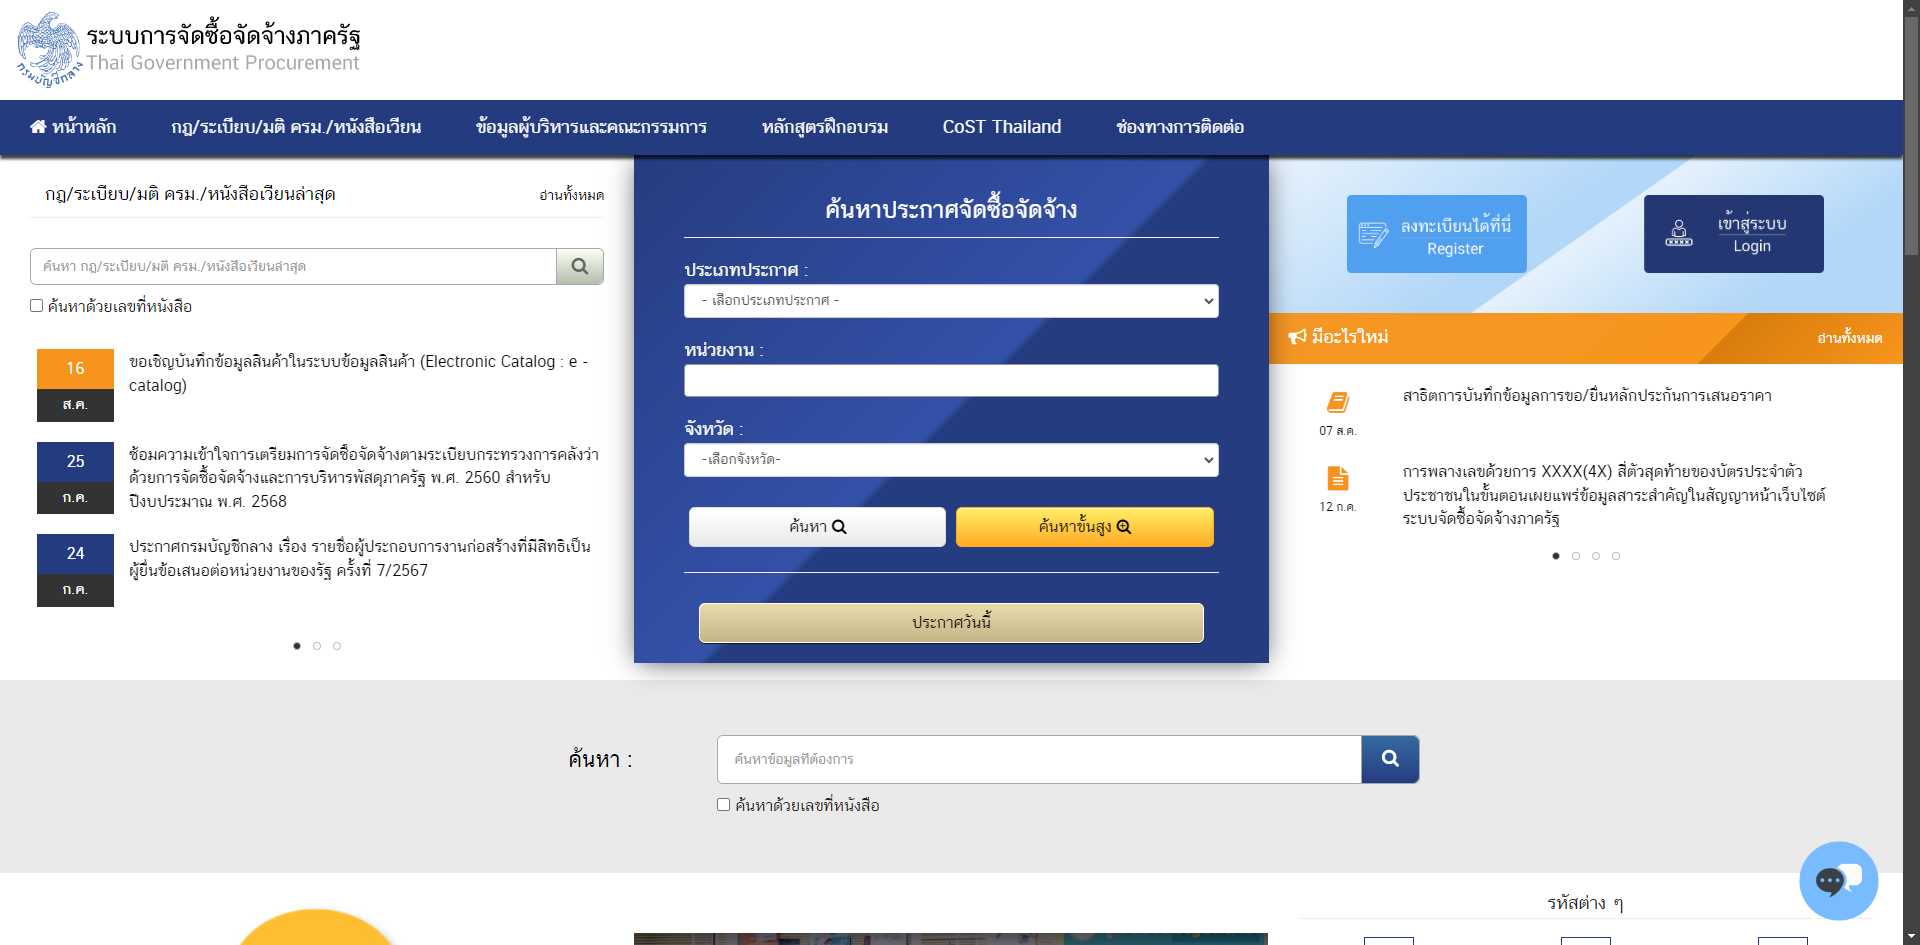 กรมบัญชีกลาง
ระบบการจัดซื้อจัดจ้างภาครัฐ
Thai Government Procurement
หน้าหลัก
กฎ/ระเบียบ/มติ ครม./หนังสือเวียน
ข้อมูลผู้บริหารและคณะกรรมการ
หลักสูตรฝึกอบรม
CoST Thailand
ช่องทางการติดต่อ
กฎ/ระเบียบ/มติ ครม./หนังสือเวียนล่าสุด
อ่านทั้งหมด
ค้นหา กฎ/ระเบียบ/มติ ครม./หนังสือเวียนล่าสุด
ค้นหาด้วยเลขที่หนังสือ
16
ส.ค.
ขอเชิญบันทึกข้อมูลสินค้าในระบบข้อมูลสินค้า (Electronic Catalog : e -
catalog)
25
ก.ค.
ซ้อมความเข้าใจการเตรียมการจัดซื้อจัดจ้างตามระเบียบกระทรวงการคลังว่า
ด้วยการจัดซื้อจัดจ้างและการบริหารพัสดุภาครัฐ พ.ศ. 2560 สำหรับ
ปีงบประมาณ พ.ศ. 2568
24
ก.ค.
ประกาศกรมบัญชีกลาง เรื่อง รายชื่อผู้ประกอบการงานก่อสร้างที่มีสิทธิเป็น
ผู้ยื่นข้อเสนอต่อหน่วยงานของรัฐ ครั้งที่ 7/2567
ค้นหาประกาศจัดซื้อจัดจ้าง
ประเภทประกาศ :
- เลือกประเภทประกาศ -
หน่วยงาน :
จังหวัด :
-เลือกจังหวัด-
ค้นหา
ค้นหาขั้นสูง
ประกาศวันนี้
ลงทะเบียนได้ที่นี่
Register
เข้าสู่ระบบ
Login
มีอะไรใหม่
อ่านทั้งหมด
สาธิตการบันทึกข้อมูลการขอ/ยื่นหลักประกันการเสนอราคา
07 ส.ค.
การพลางเลขด้วยการ XXXX(4X) สี่ตัวสุดท้ายของบัตรประจำตัว
ประชาชนในขั้นตอนเผยแพร่ข้อมูลสาระสำคัญในสัญญาหน้าเว็บไซต์
ระบบจัดซื้อจัดจ้างภาครัฐ
12 ก.ค.
ค้นหา :
ค้นหาข้อมูลที่ต้องการ
ค้นหาด้วยเลขที่หนังสือ
รหัสต่าง ๆ